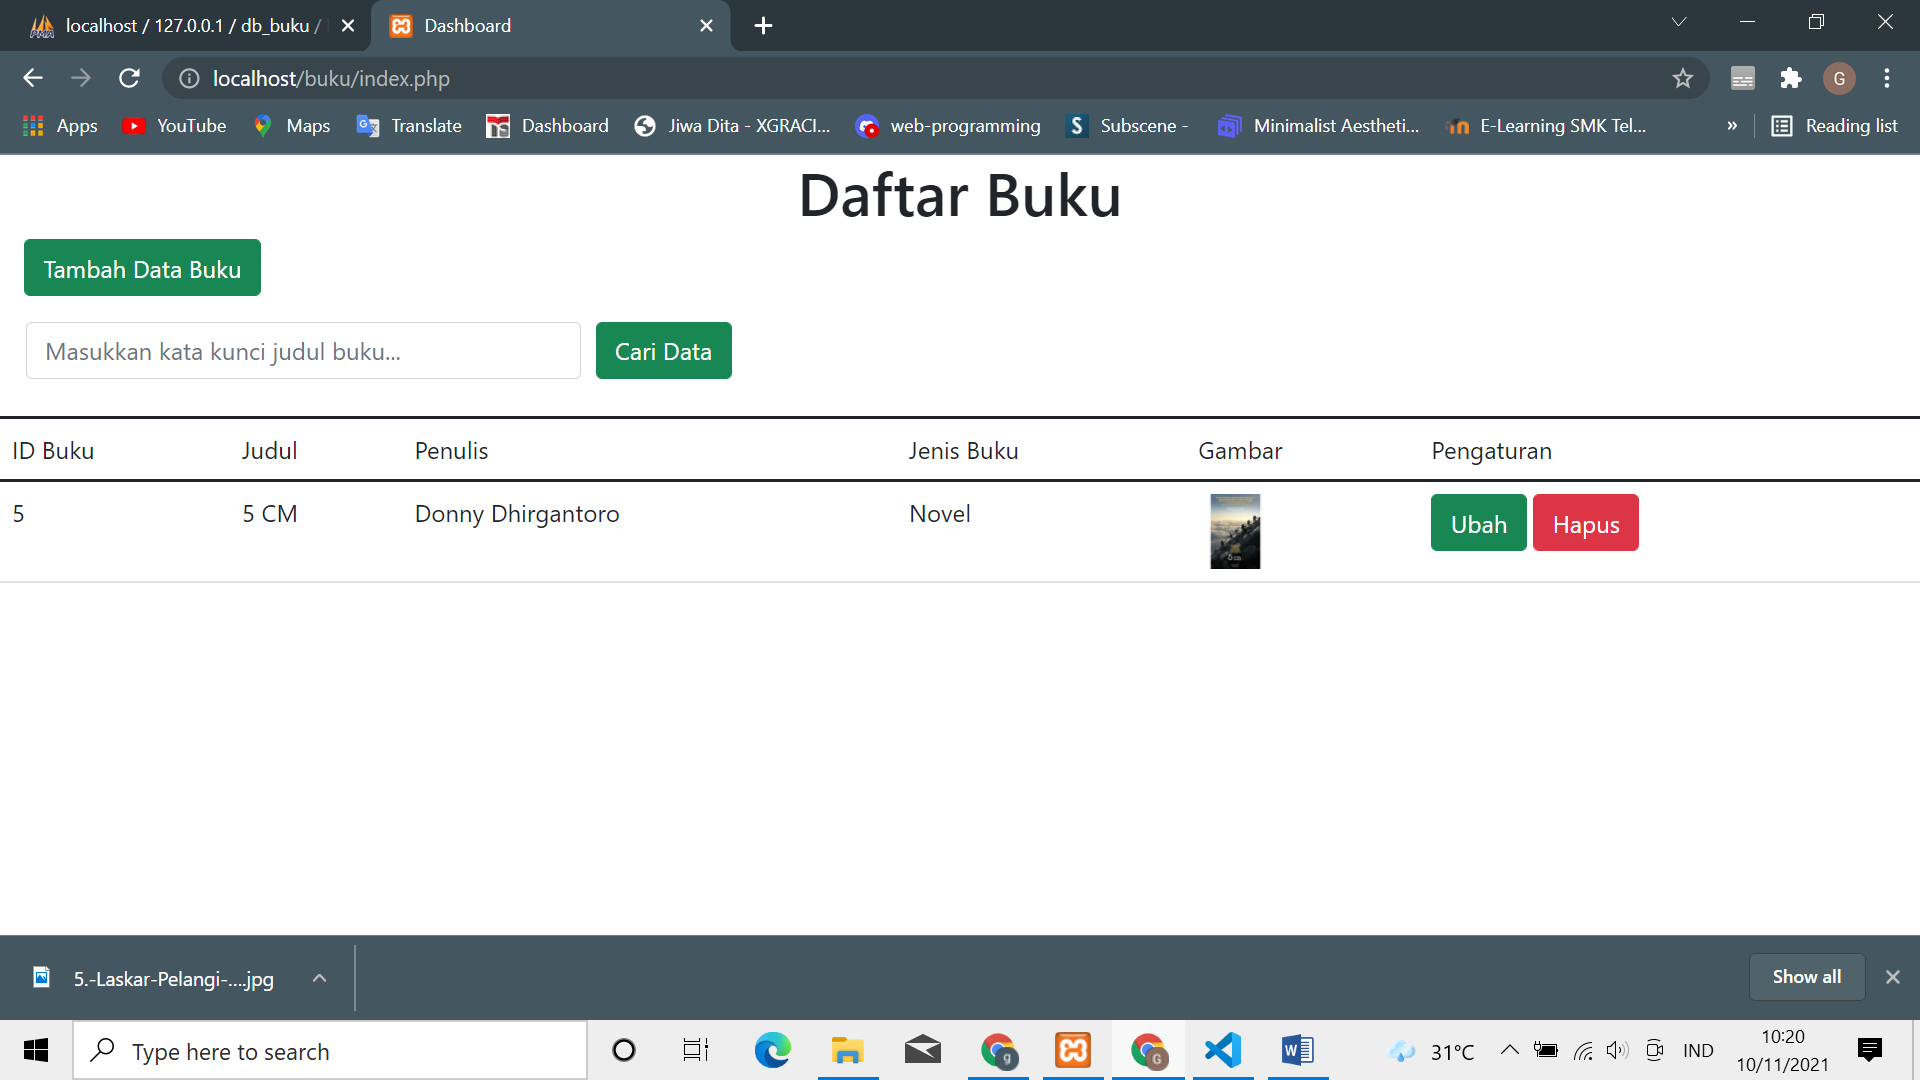 localhost / 127.0.0.1 / db_buku /
Dashboard
localhost/buku/index.php
G
Apps
YouTube
Maps
Translate
Dashboard
Jiwa Dita - XGRACI...
web-programming
Subscene -
Minimalist Aestheti...
E-Learning SMK Tel...
»
Reading list
Daftar Buku
Tambah Data Buku
Masukkan kata kunci judul buku...
Cari Data
ID Buku Judul Penulis Jenis Buku Gambar Pengaturan
5 5 CM Donny Dhirgantoro Novel Ubah Hapus
5.-Laskar-Pelangi-....jpg
Show all
Type here to search
31°C
IND
10:20
10/11/2021